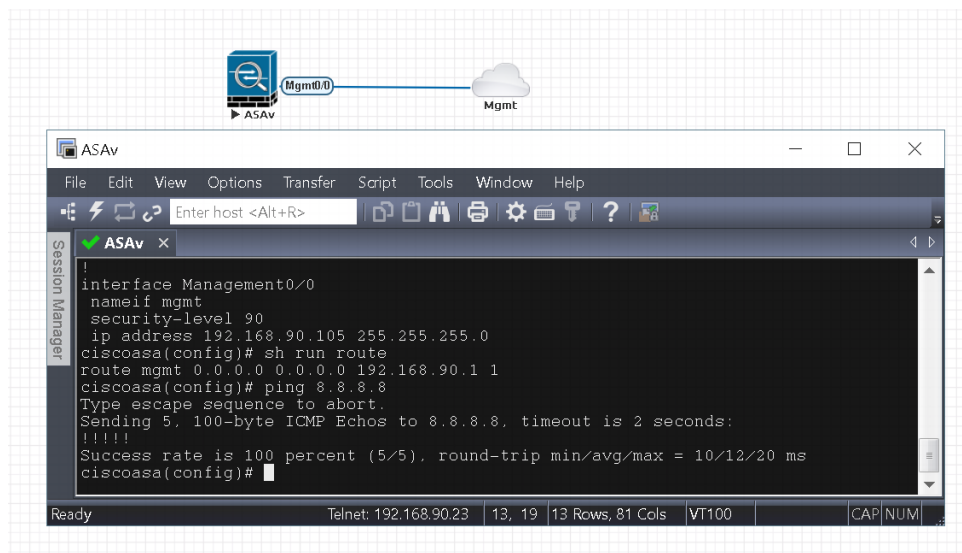 Mgmt0/0
ASAv
Mgmt
ASAv
File Edit View Options Transfer Script Tools Window Help
Enter host <Alt+R>
Session Manager
ASAv
!
interface Management0/0
nameif mgmt
security-level 90
ip address 192.168.90.105 255.255.255.0
ciscoasa(config)# sh run route
route mgmt 0.0.0.0 0.0.0.0 192.168.90.1 1
ciscoasa(config)# ping 8.8.8.8
Type escape sequence to abort.
Sending 5, 100-byte ICMP Echos to 8.8.8.8, timeout is 2 seconds:
!!!!!
Success rate is 100 percent (5/5), round-trip min/avg/max = 10/12/20 ms
ciscoasa(config)#
Ready Telnet: 192.168.90.23 13, 19 13 Rows, 81 Cols VT100 CAP NUM